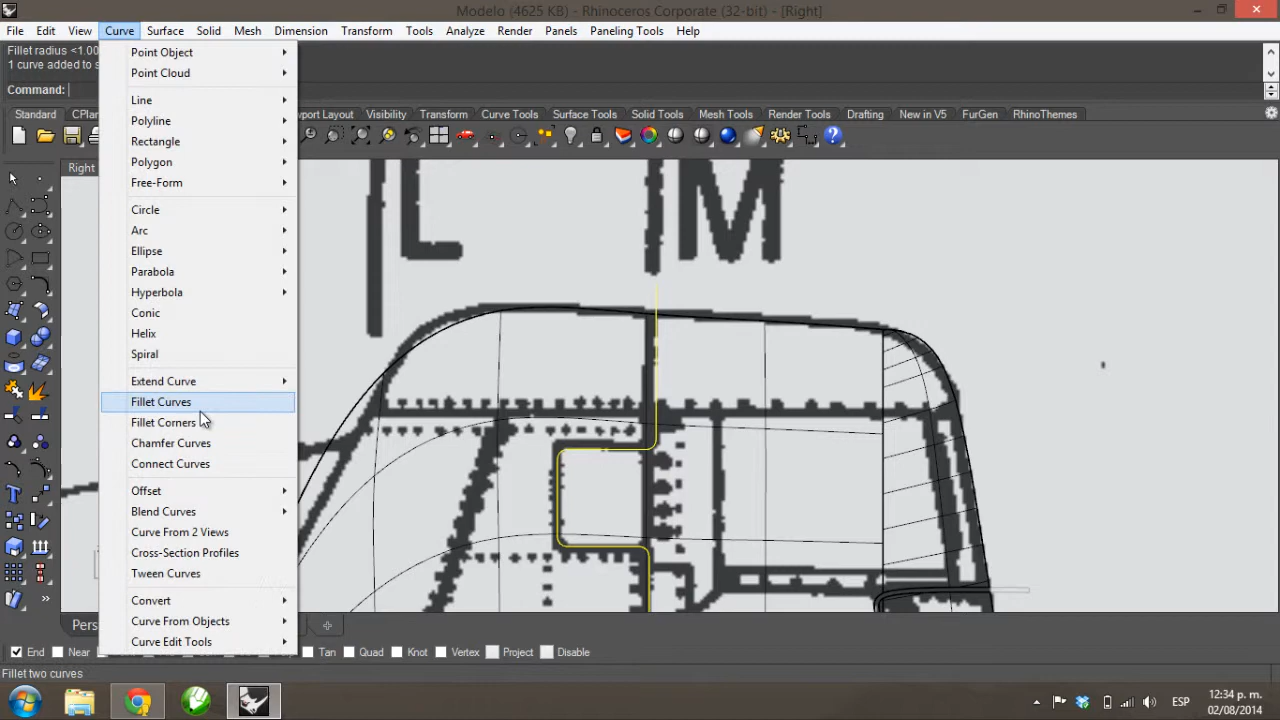 Modelo (4625 KB) - Rhinoceros Corporate (32-bit) - [Right]
File Edit View Curve Surface Solid Mesh Dimension Transform Tools Analyze Render Panels Paneling Tools Help
Fillet radius <1.00
1 curve added to s
Command:
Standard CPlan port Layout Visibility Transform Curve Tools Surface Tools Solid Tools Mesh Tools Render Tools Drafting New in V5 FurGen RhinoThemes
Right
Point Object
Point Cloud
Line
Polyline
Rectangle
Polygon
Free-Form
Circle
Arc
Ellipse
Parabola
Hyperbola
Conic
Helix
Spiral
Extend Curve
Fillet Curves
Fillet Corners
Chamfer Curves
Connect Curves
Offset
Blend Curves
Curve From 2 Views
Cross-Section Profiles
Tween Curves
Convert
Curve From Objects
Curve Edit Tools
L M
Pers
End Near Tan Quad Knot Vertex Project Disable
Fillet two curves
ESP
12:34 p. m.
02/08/2014